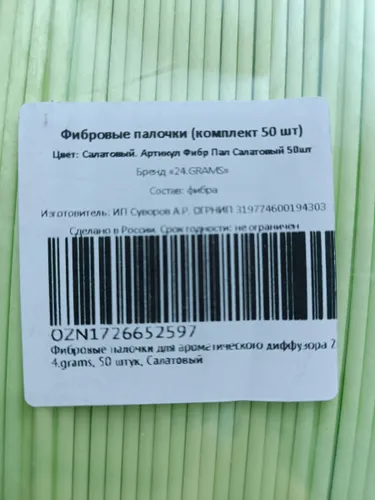 Фибровые палочки (комплект 50 шт)
Цвет: Салатовый. Артикул Фибр Пал Салатовый 50шт
Бренд «24.GRAMS»
Состав: фибра
Изготовитель: ИП Суворов А.Р. ОГРНИП 319774600194303
Сделано в России. Срок годности: не ограничен
OZN1726652597
Фибровые палочки для ароматического диффузора 2
4.grams, 50 штук, Салатовый